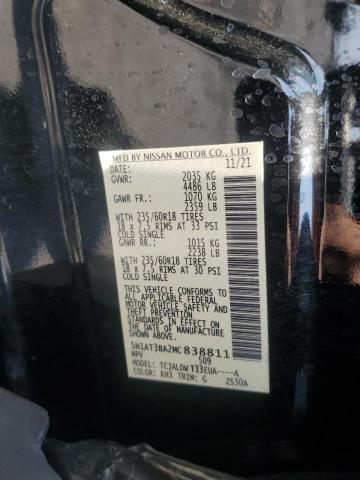 MFD BY NISSAN MOTOR CO., LTD.
DATE: 11/21
GVWR: 2035 KG
4486 LB
GAWR FR.: 1070 KG
2359 LB
WITH 235/60R18 TIRES
18 x 7.5 RIMS AT 33 PSI
COLD SINGLE
GAWR RR.: 1015 KG
2238 LB
WITH 235/60R18 TIRES
18 x 7.5 RIMS AT 30 PSI
COLD SINGLE
THIS VEHICLE CONFORMS TO ALL
APPLICABLE FEDERAL MOTOR
VEHICLE SAFETY, BUMPER, AND
THEFT PREVENTION STANDARDS
IN EFFECT ON THE DATE OF
MANUFACTURE SHOWN ABOVE.
5N1AT3BA2MC 838811
MPV 509
MODEL: TCJALDWT33EUA----A
COLOR: KH3 TRIM: G ZS30A